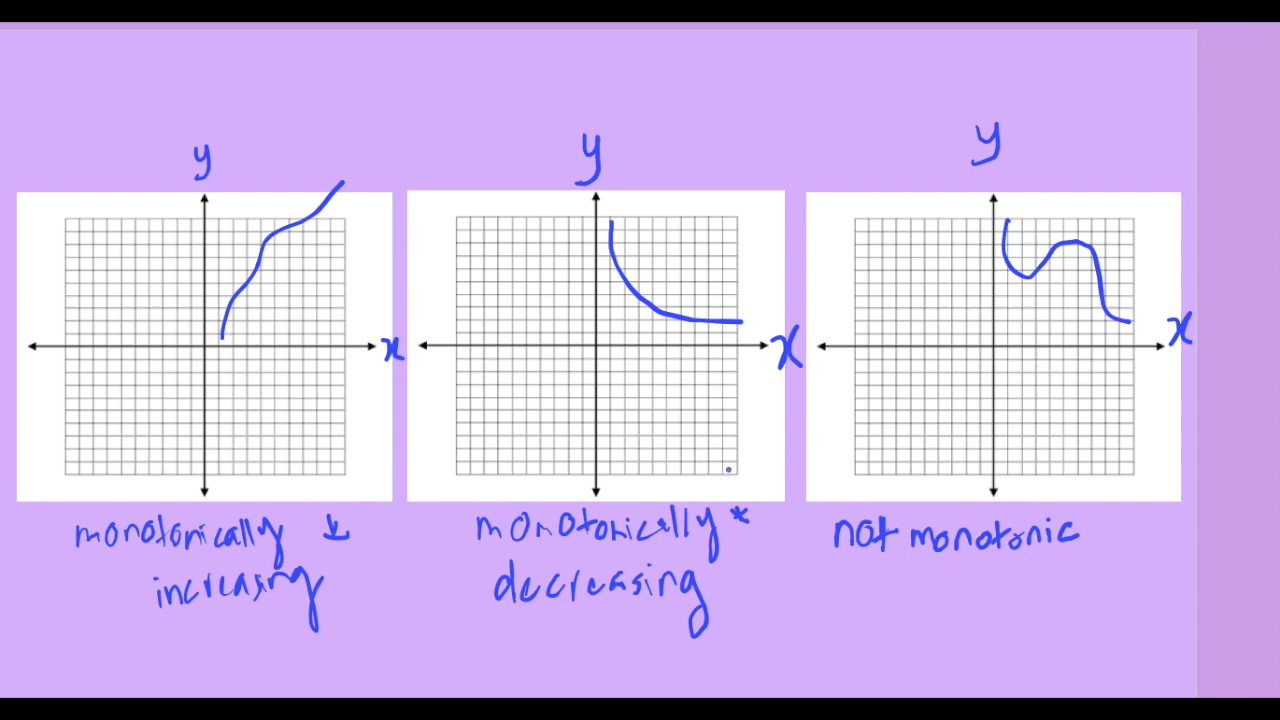 y
y
y
x
x
x
monotonically
increasing
monotonically *
decreasing
not monotonic